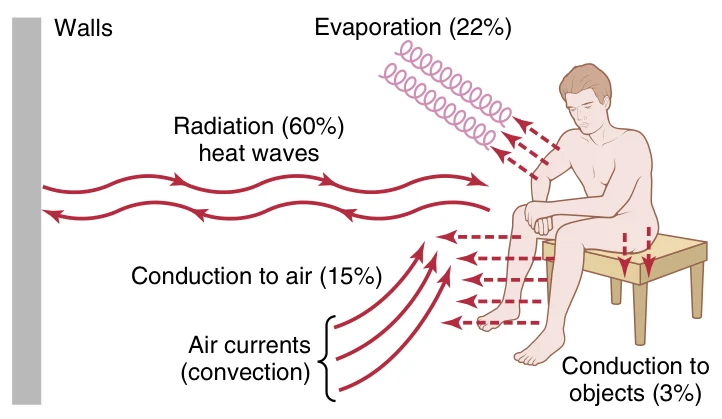 Walls
Evaporation (22%)
Radiation (60%)
heat waves
Conduction to air (15%)
Air currents
(convection)
Conduction to
objects (3%)